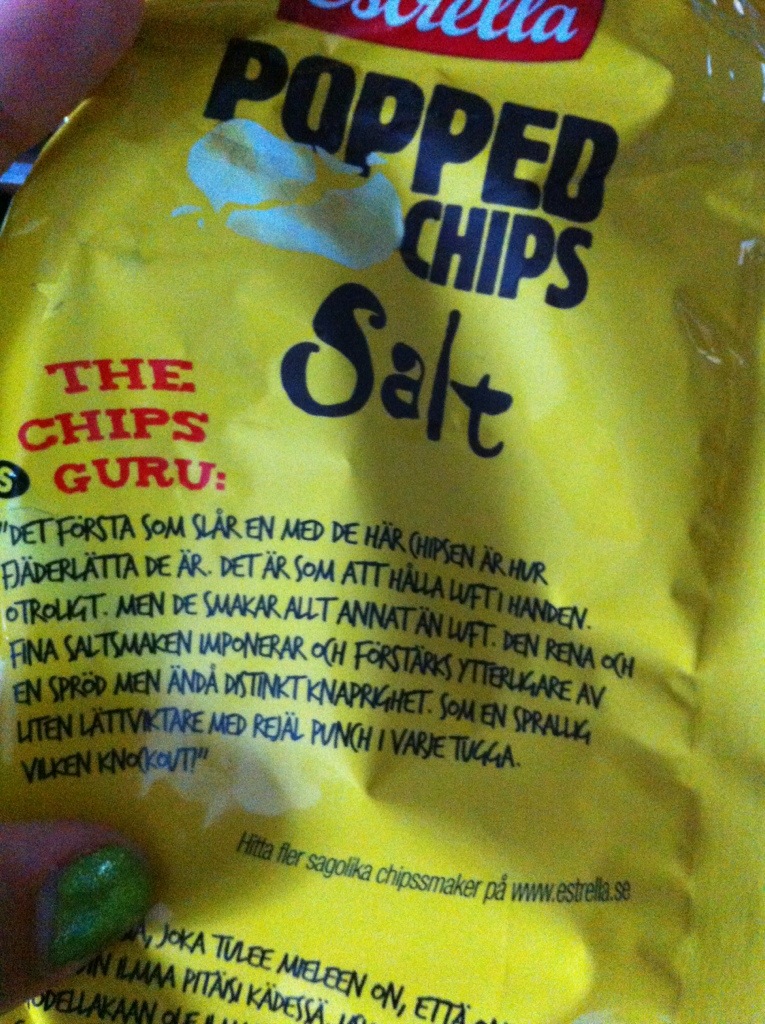 Estrella
POPPED
CHIPS
Salt
THE
CHIPS
S GURU:
"DET FÖRSTA SOM SLÅR EN MED DE HÄR CHIPSEN ÄR HUR
FJÄDERLÄTTA DE ÄR. DET ÄR SOM ATT HÅLLA LUFT I HANDEN.
OTROLIGT. MEN DE SMAKAR ALLT ANNAT ÄN LUFT. DEN RENA OCH
FINA SALTSMAKEN IMPONERAR OCH FÖRSTÄRKS YTTERLIGARE AV
EN SPRÖD MEN ÄNDÅ DISTINKT KNAPRIGHET. SOM EN SPRALLIG
LITEN LÄTTVIKTARE MED REJÄL PUNCH I VARJE TUGGA.
VILKEN KNOCKOUT!"
Hitta fler sagolika chipssmaker på www.estrella.se
JOKA TULEE MIELEEN ON, ETTÄ
ILMAA PITÄISI KÄDESSÄ.